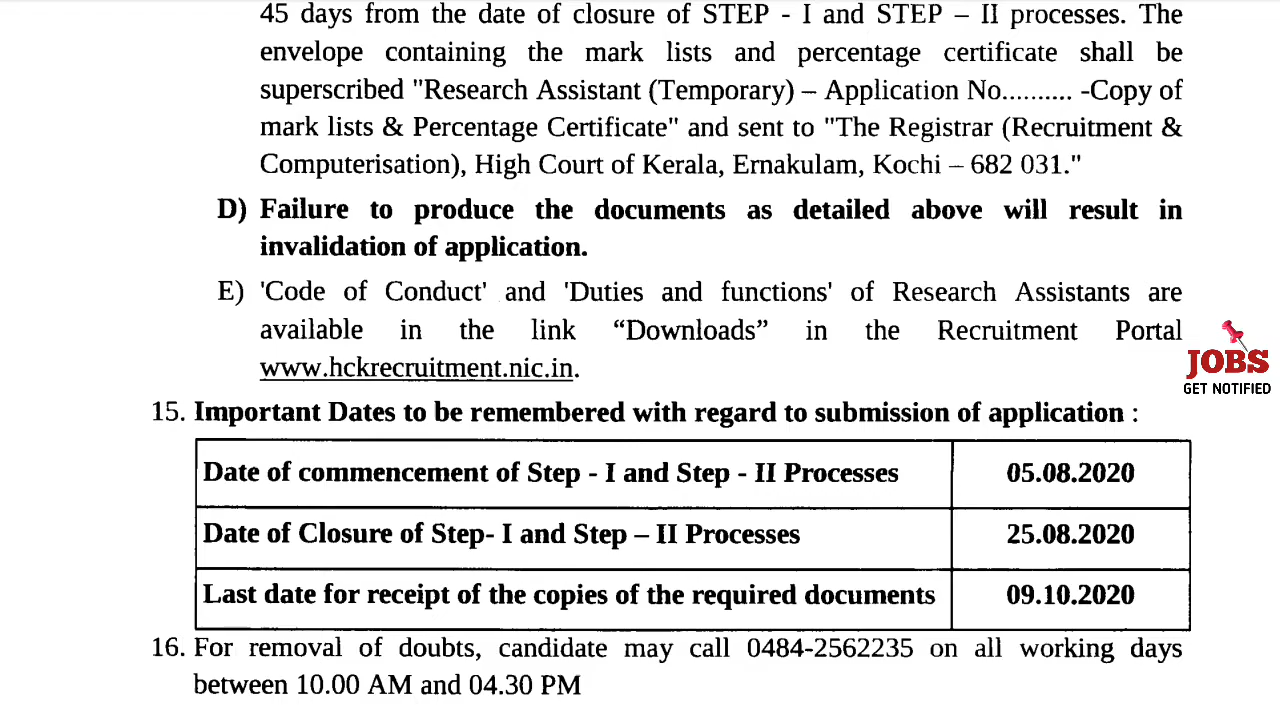 45 days from the date of closure of STEP - I and STEP – II processes. The
envelope containing the mark lists and percentage certificate shall be
superscribed "Research Assistant (Temporary) – Application No.......... -Copy of
mark lists & Percentage Certificate" and sent to "The Registrar (Recruitment &
Computerisation), High Court of Kerala, Ernakulam, Kochi – 682 031."
D) Failure to produce the documents as detailed above will result in
invalidation of application.
E) 'Code of Conduct' and 'Duties and functions' of Research Assistants are
available in the link “Downloads” in the Recruitment Portal
www.hckrecruitment.nic.in.
JOBS
GET NOTIFIED
15. Important Dates to be remembered with regard to submission of application :
Date of commencement of Step - I and Step - II Processes 05.08.2020
Date of Closure of Step- I and Step – II Processes 25.08.2020
Last date for receipt of the copies of the required documents 09.10.2020
16. For removal of doubts, candidate may call 0484-2562235 on all working days
between 10.00 AM and 04.30 PM